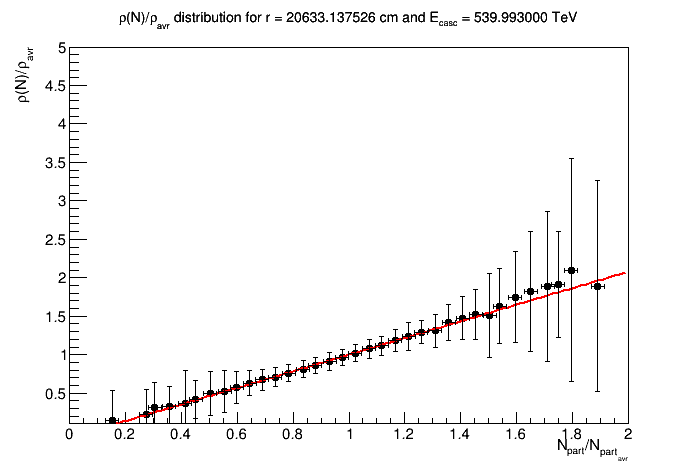 ρ(N)/ρavr distribution for r = 20633.137526 cm and Ecasc = 539.993000 TeV
ρ(N)/ρavr
5
4.5
4
3.5
3
2.5
2
1.5
1
0.5
0 0.2 0.4 0.6 0.8 1 1.2 1.4 1.6 1.8 2
Npart/Npartavr